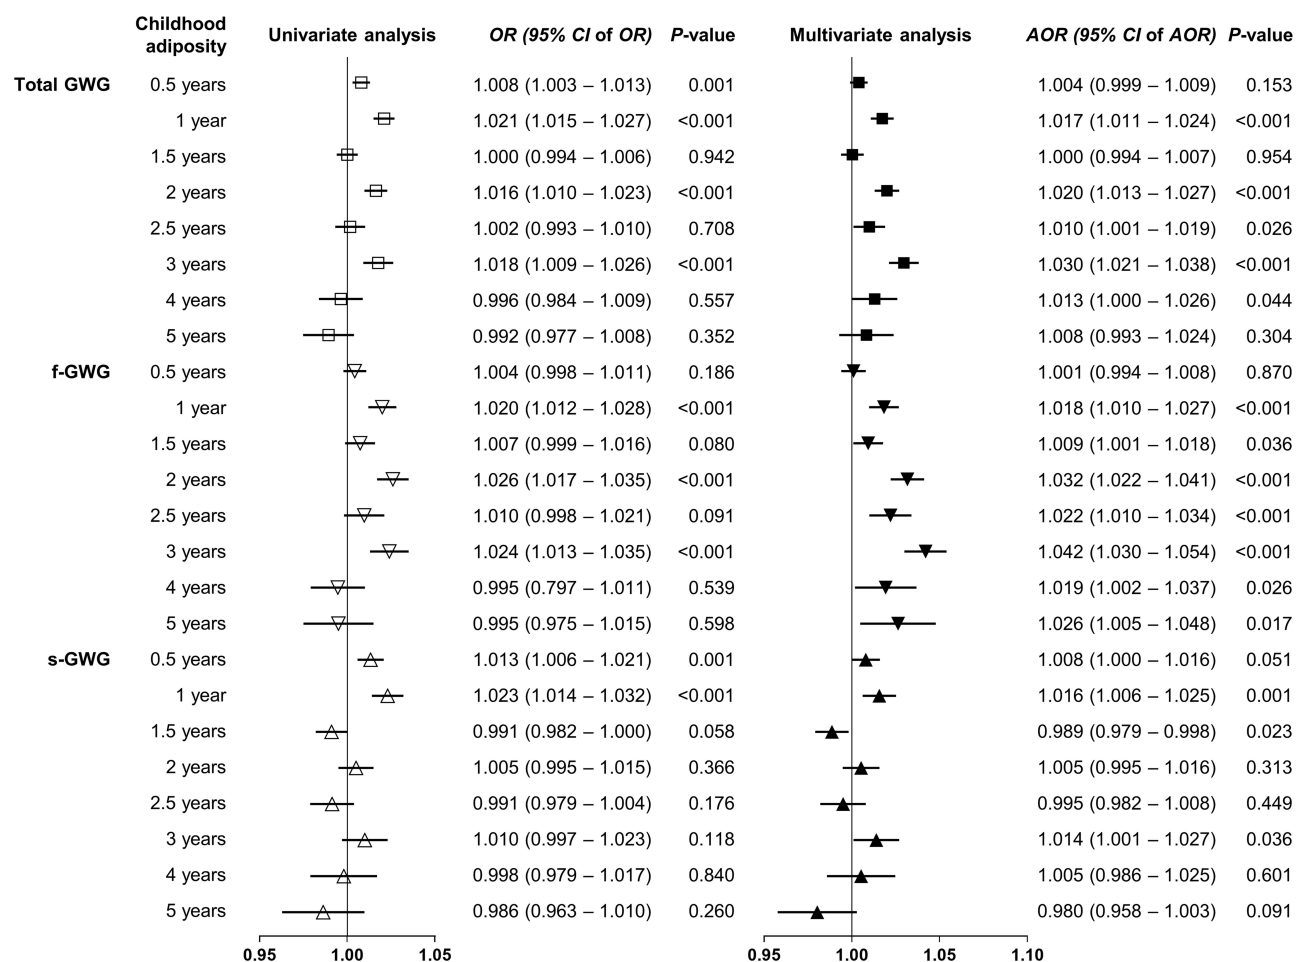 Childhood adiposity Univariate analysis OR (95% CI of OR) P-value Multivariate analysis AOR (95% CI of AOR) P-value
Total GWG 0.5 years 1.008 (1.003 – 1.013) 0.001 1.004 (0.999 – 1.009) 0.153
1 year 1.021 (1.015 – 1.027) <0.001 1.017 (1.011 – 1.024) <0.001
1.5 years 1.000 (0.994 – 1.006) 0.942 1.000 (0.994 – 1.007) 0.954
2 years 1.016 (1.010 – 1.023) <0.001 1.020 (1.013 – 1.027) <0.001
2.5 years 1.002 (0.993 – 1.010) 0.708 1.010 (1.001 – 1.019) 0.026
3 years 1.018 (1.009 – 1.026) <0.001 1.030 (1.021 – 1.038) <0.001
4 years 0.996 (0.984 – 1.009) 0.557 1.013 (1.000 – 1.026) 0.044
5 years 0.992 (0.977 – 1.008) 0.352 1.008 (0.993 – 1.024) 0.304
f-GWG 0.5 years 1.004 (0.998 – 1.011) 0.186 1.001 (0.994 – 1.008) 0.870
1 year 1.020 (1.012 – 1.028) <0.001 1.018 (1.010 – 1.027) <0.001
1.5 years 1.007 (0.999 – 1.016) 0.080 1.009 (1.001 – 1.018) 0.036
2 years 1.026 (1.017 – 1.035) <0.001 1.032 (1.022 – 1.041) <0.001
2.5 years 1.010 (0.998 – 1.021) 0.091 1.022 (1.010 – 1.034) <0.001
3 years 1.024 (1.013 – 1.035) <0.001 1.042 (1.030 – 1.054) <0.001
4 years 0.995 (0.797 – 1.011) 0.539 1.019 (1.002 – 1.037) 0.026
5 years 0.995 (0.975 – 1.015) 0.598 1.026 (1.005 – 1.048) 0.017
s-GWG 0.5 years 1.013 (1.006 – 1.021) 0.001 1.008 (1.000 – 1.016) 0.051
1 year 1.023 (1.014 – 1.032) <0.001 1.016 (1.006 – 1.025) 0.001
1.5 years 0.991 (0.982 – 1.000) 0.058 0.989 (0.979 – 0.998) 0.023
2 years 1.005 (0.995 – 1.015) 0.366 1.005 (0.995 – 1.016) 0.313
2.5 years 0.991 (0.979 – 1.004) 0.176 0.995 (0.982 – 1.008) 0.449
3 years 1.010 (0.997 – 1.023) 0.118 1.014 (1.001 – 1.027) 0.036
4 years 0.998 (0.979 – 1.017) 0.840 1.005 (0.986 – 1.025) 0.601
5 years 0.986 (0.963 – 1.010) 0.260 0.980 (0.958 – 1.003) 0.091
0.95 1.00 1.05 0.95 1.00 1.05 1.10